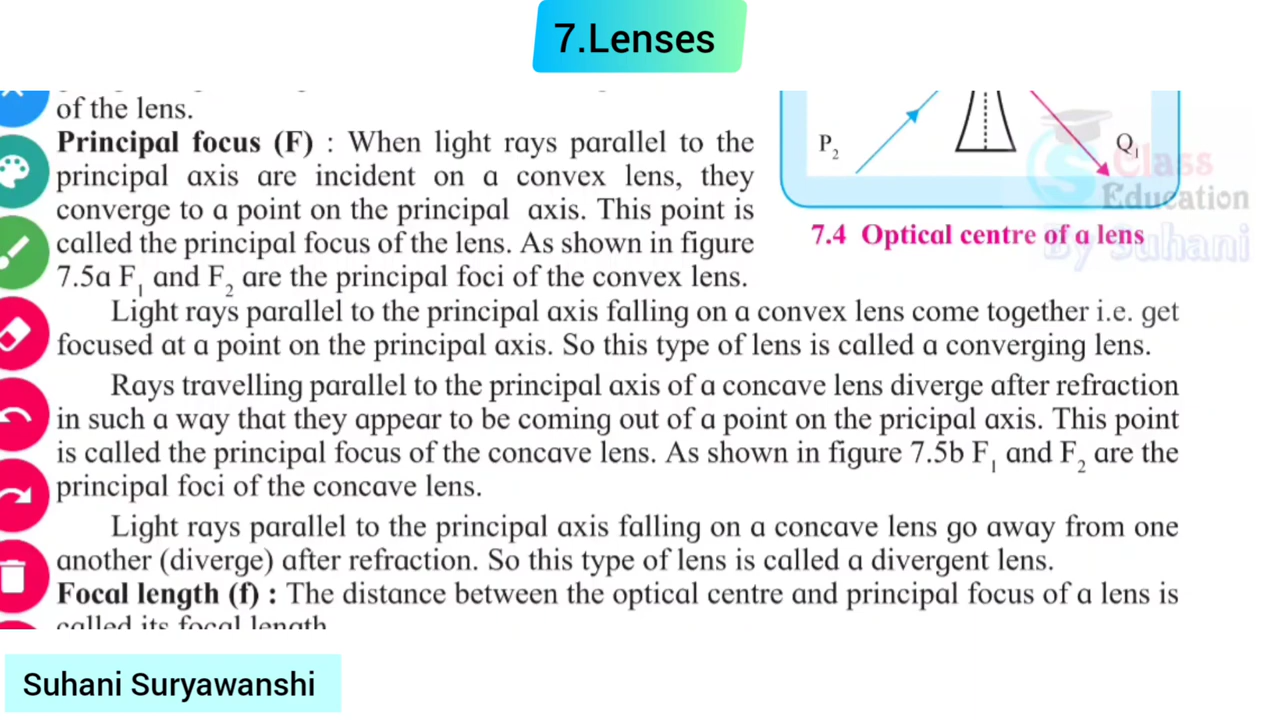 7.Lenses
of the lens.
Principal focus (F) : When light rays parallel to the
principal axis are incident on a convex lens, they
converge to a point on the principal axis. This point is
called the principal focus of the lens. As shown in figure
7.5a F₁ and F₂ are the principal foci of the convex lens.
P₂
Q₁
7.4 Optical centre of a lens
Class
Education
By Suhani
Light rays parallel to the principal axis falling on a convex lens come together i.e. get
focused at a point on the principal axis. So this type of lens is called a converging lens.
Rays travelling parallel to the principal axis of a concave lens diverge after refraction
in such a way that they appear to be coming out of a point on the pricipal axis. This point
is called the principal focus of the concave lens. As shown in figure 7.5b F₁ and F₂ are the
principal foci of the concave lens.
Light rays parallel to the principal axis falling on a concave lens go away from one
another (diverge) after refraction. So this type of lens is called a divergent lens.
Focal length (f) : The distance between the optical centre and principal focus of a lens is
called its focal length
Suhani Suryawanshi